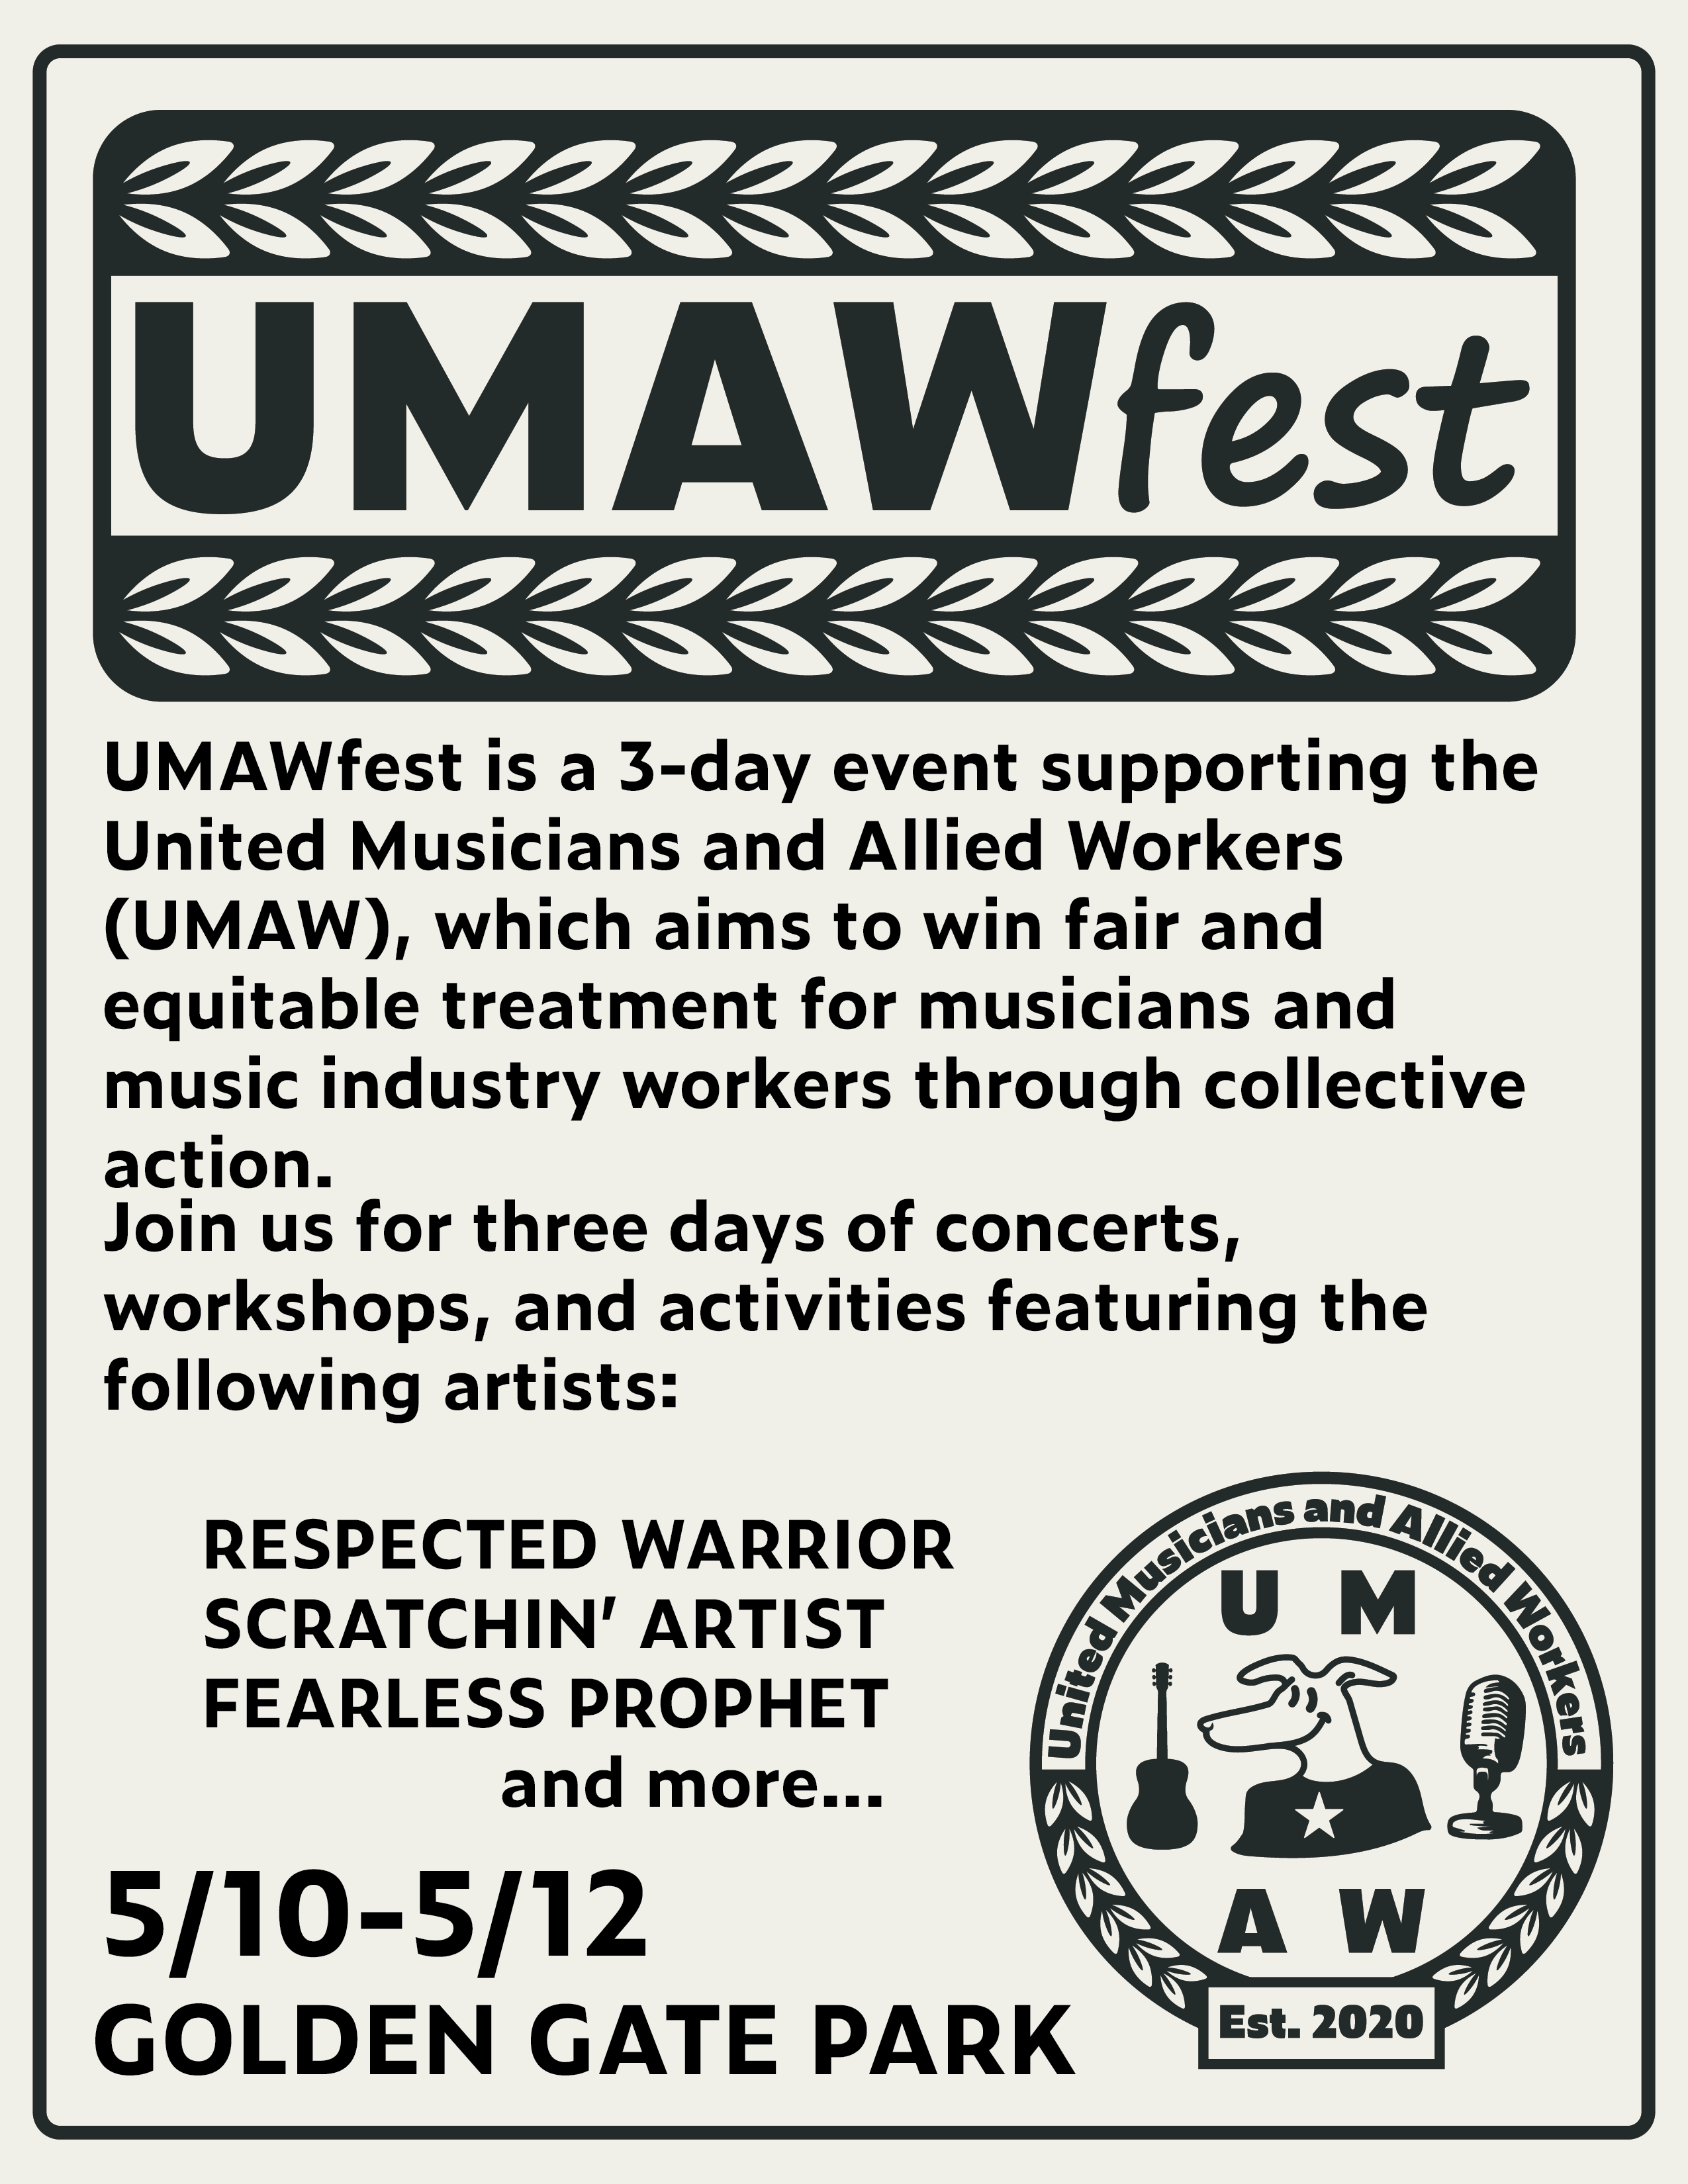 UMAWfest
UMAWfest is a 3-day event supporting the
United Musicians and Allied Workers
(UMAW), which aims to win fair and
equitable treatment for musicians and
music industry workers through collective
action.
Join us for three days of concerts,
workshops, and activities featuring the
following artists:
RESPECTED WARRIOR
SCRATCHIN' ARTIST
FEARLESS PROPHET
and more...
5/10-5/12
GOLDEN GATE PARK
United Musicians and Allied Workers
U M
A W
Est. 2020